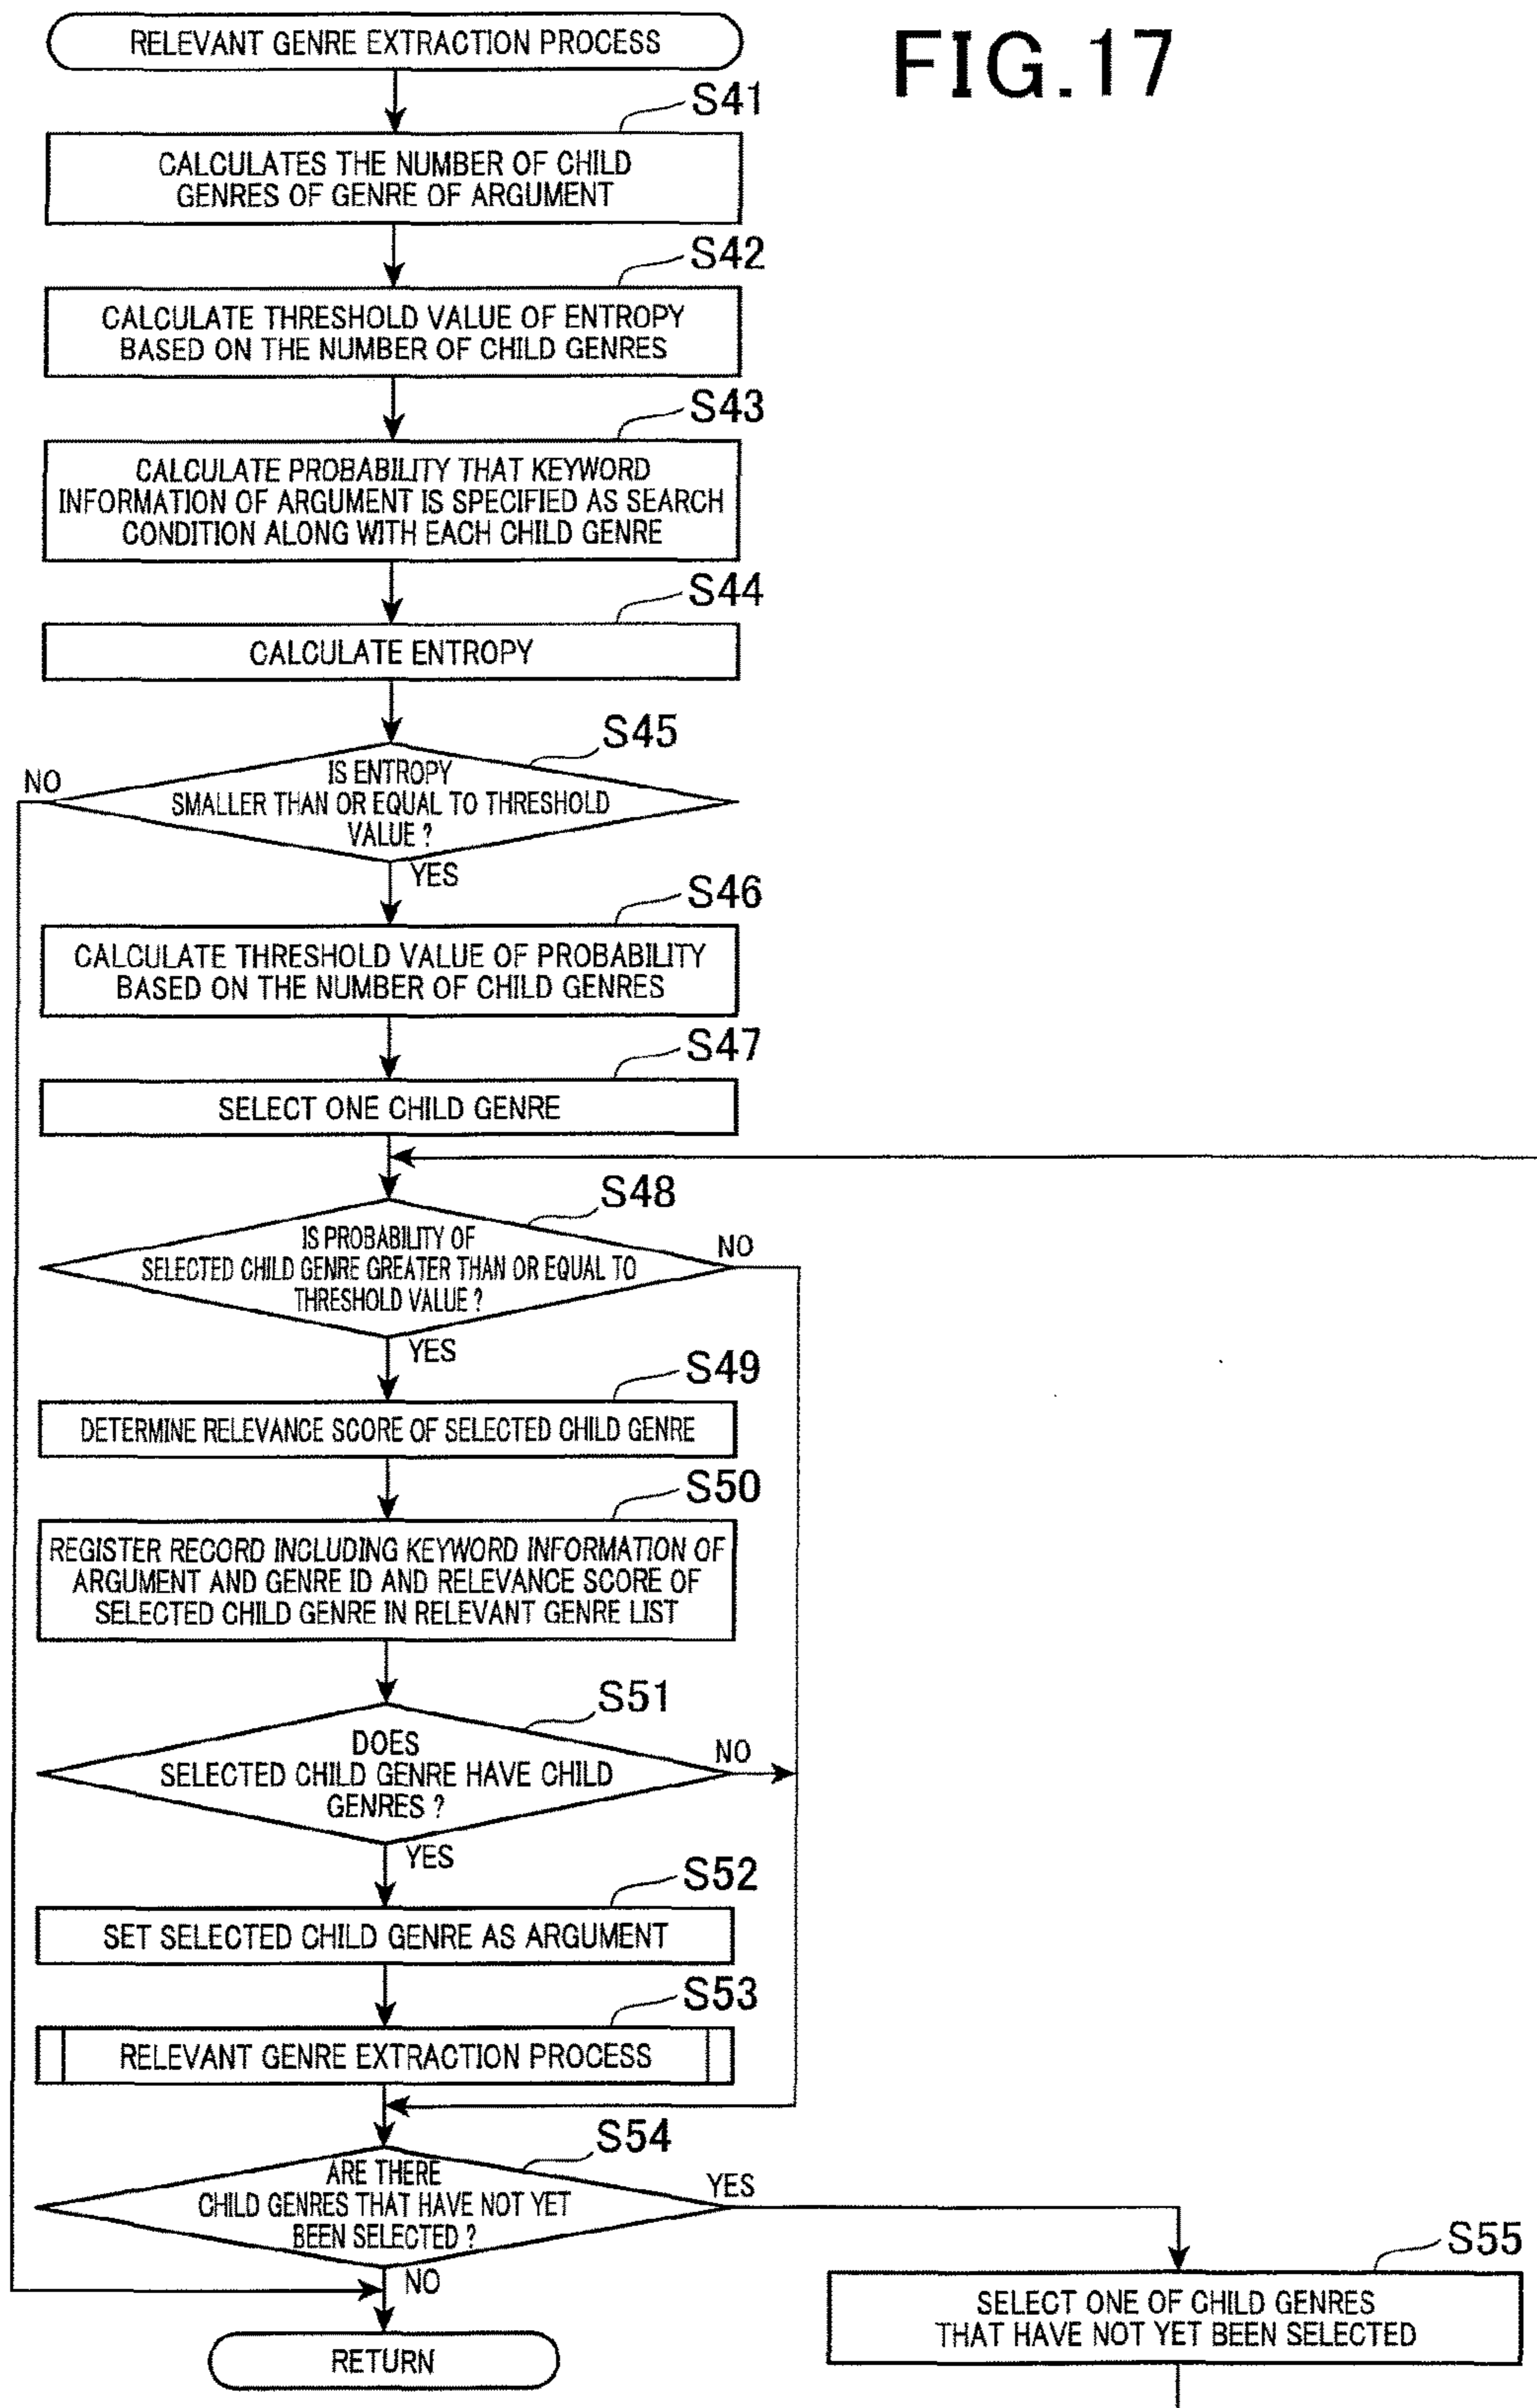 RELEVANT GENRE EXTRACTION PROCESS
FIG.17
S41
CALCULATES THE NUMBER OF CHILD
GENRES OF GENRE OF ARGUMENT
S42
CALCULATE THRESHOLD VALUE OF ENTROPY
BASED ON THE NUMBER OF CHILD GENRES
S43
CALCULATE PROBABILITY THAT KEYWORD
INFORMATION OF ARGUMENT IS SPECIFIED AS SEARCH
CONDITION ALONG WITH EACH CHILD GENRE
S44
CALCULATE ENTROPY
S45
NO
IS ENTROPY
SMALLER THAN OR EQUAL TO THRESHOLD
VALUE ?
YES
S46
CALCULATE THRESHOLD VALUE OF PROBABILITY
BASED ON THE NUMBER OF CHILD GENRES
S47
SELECT ONE CHILD GENRE
S48
IS PROBABILITY OF
SELECTED CHILD GENRE GREATER THAN OR EQUAL TO
THRESHOLD VALUE ?
NO
YES
S49
DETERMINE RELEVANCE SCORE OF SELECTED CHILD GENRE
S50
REGISTER RECORD INCLUDING KEYWORD INFORMATION OF
ARGUMENT AND GENRE ID AND RELEVANCE SCORE OF
SELECTED CHILD GENRE IN RELEVANT GENRE LIST
S51
DOES
SELECTED CHILD GENRE HAVE CHILD
GENRES ?
NO
YES
S52
SET SELECTED CHILD GENRE AS ARGUMENT
S53
RELEVANT GENRE EXTRACTION PROCESS
S54
ARE THERE
CHILD GENRES THAT HAVE NOT YET
BEEN SELECTED ?
YES
NO
S55
SELECT ONE OF CHILD GENRES
THAT HAVE NOT YET BEEN SELECTED
RETURN